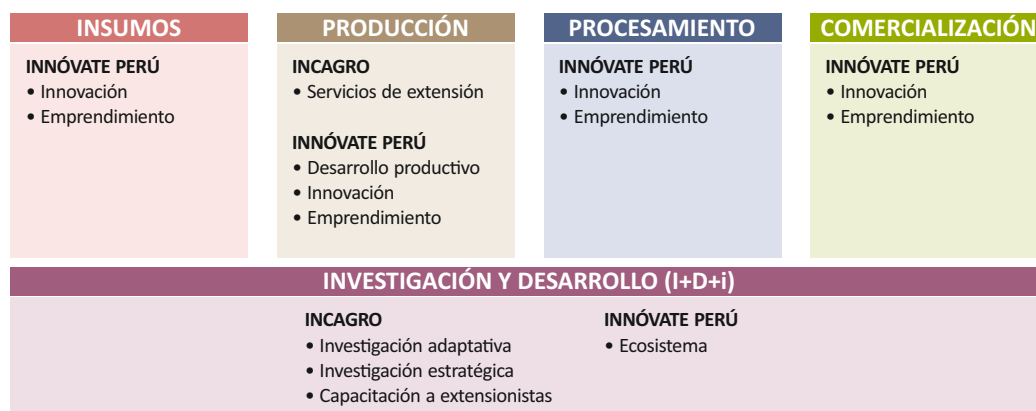 INSUMOS
INNÓVATE PERÚ
• Innovación
• Emprendimiento
PRODUCCIÓN
INCAGRO
• Servicios de extensión
INNÓVATE PERÚ
• Desarrollo productivo
• Innovación
• Emprendimiento
PROCESAMIENTO
INNÓVATE PERÚ
• Innovación
• Emprendimiento
COMERCIALIZACIÓN
INNÓVATE PERÚ
• Innovación
• Emprendimiento
INVESTIGACIÓN Y DESARROLLO (I+D+i)
INCAGRO
• Investigación adaptativa
• Investigación estratégica
• Capacitación a extensionistas
INNÓVATE PERÚ
• Ecosistema